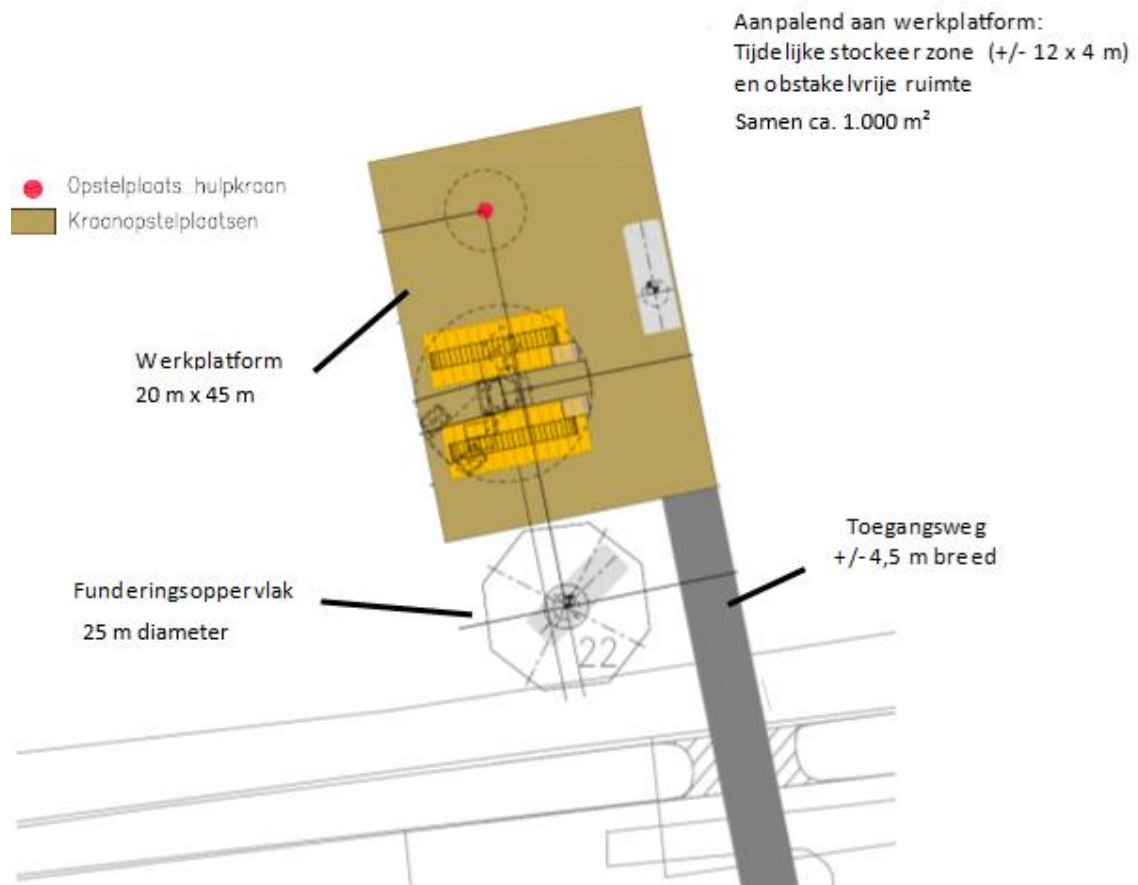 Aanpalend aan werkplatform:
Tijdelijke stockeer zone (+/- 12 x 4 m)
en obstakelvrije ruimte
Samen ca. 1.000 m²
Opstelplaats hulpkraan
Kraanopstelplaatsen
Werkplatform
20 m x 45 m
Toegangsweg
+/- 4,5 m breed
Funderingsoppervlak
25 m diameter
22